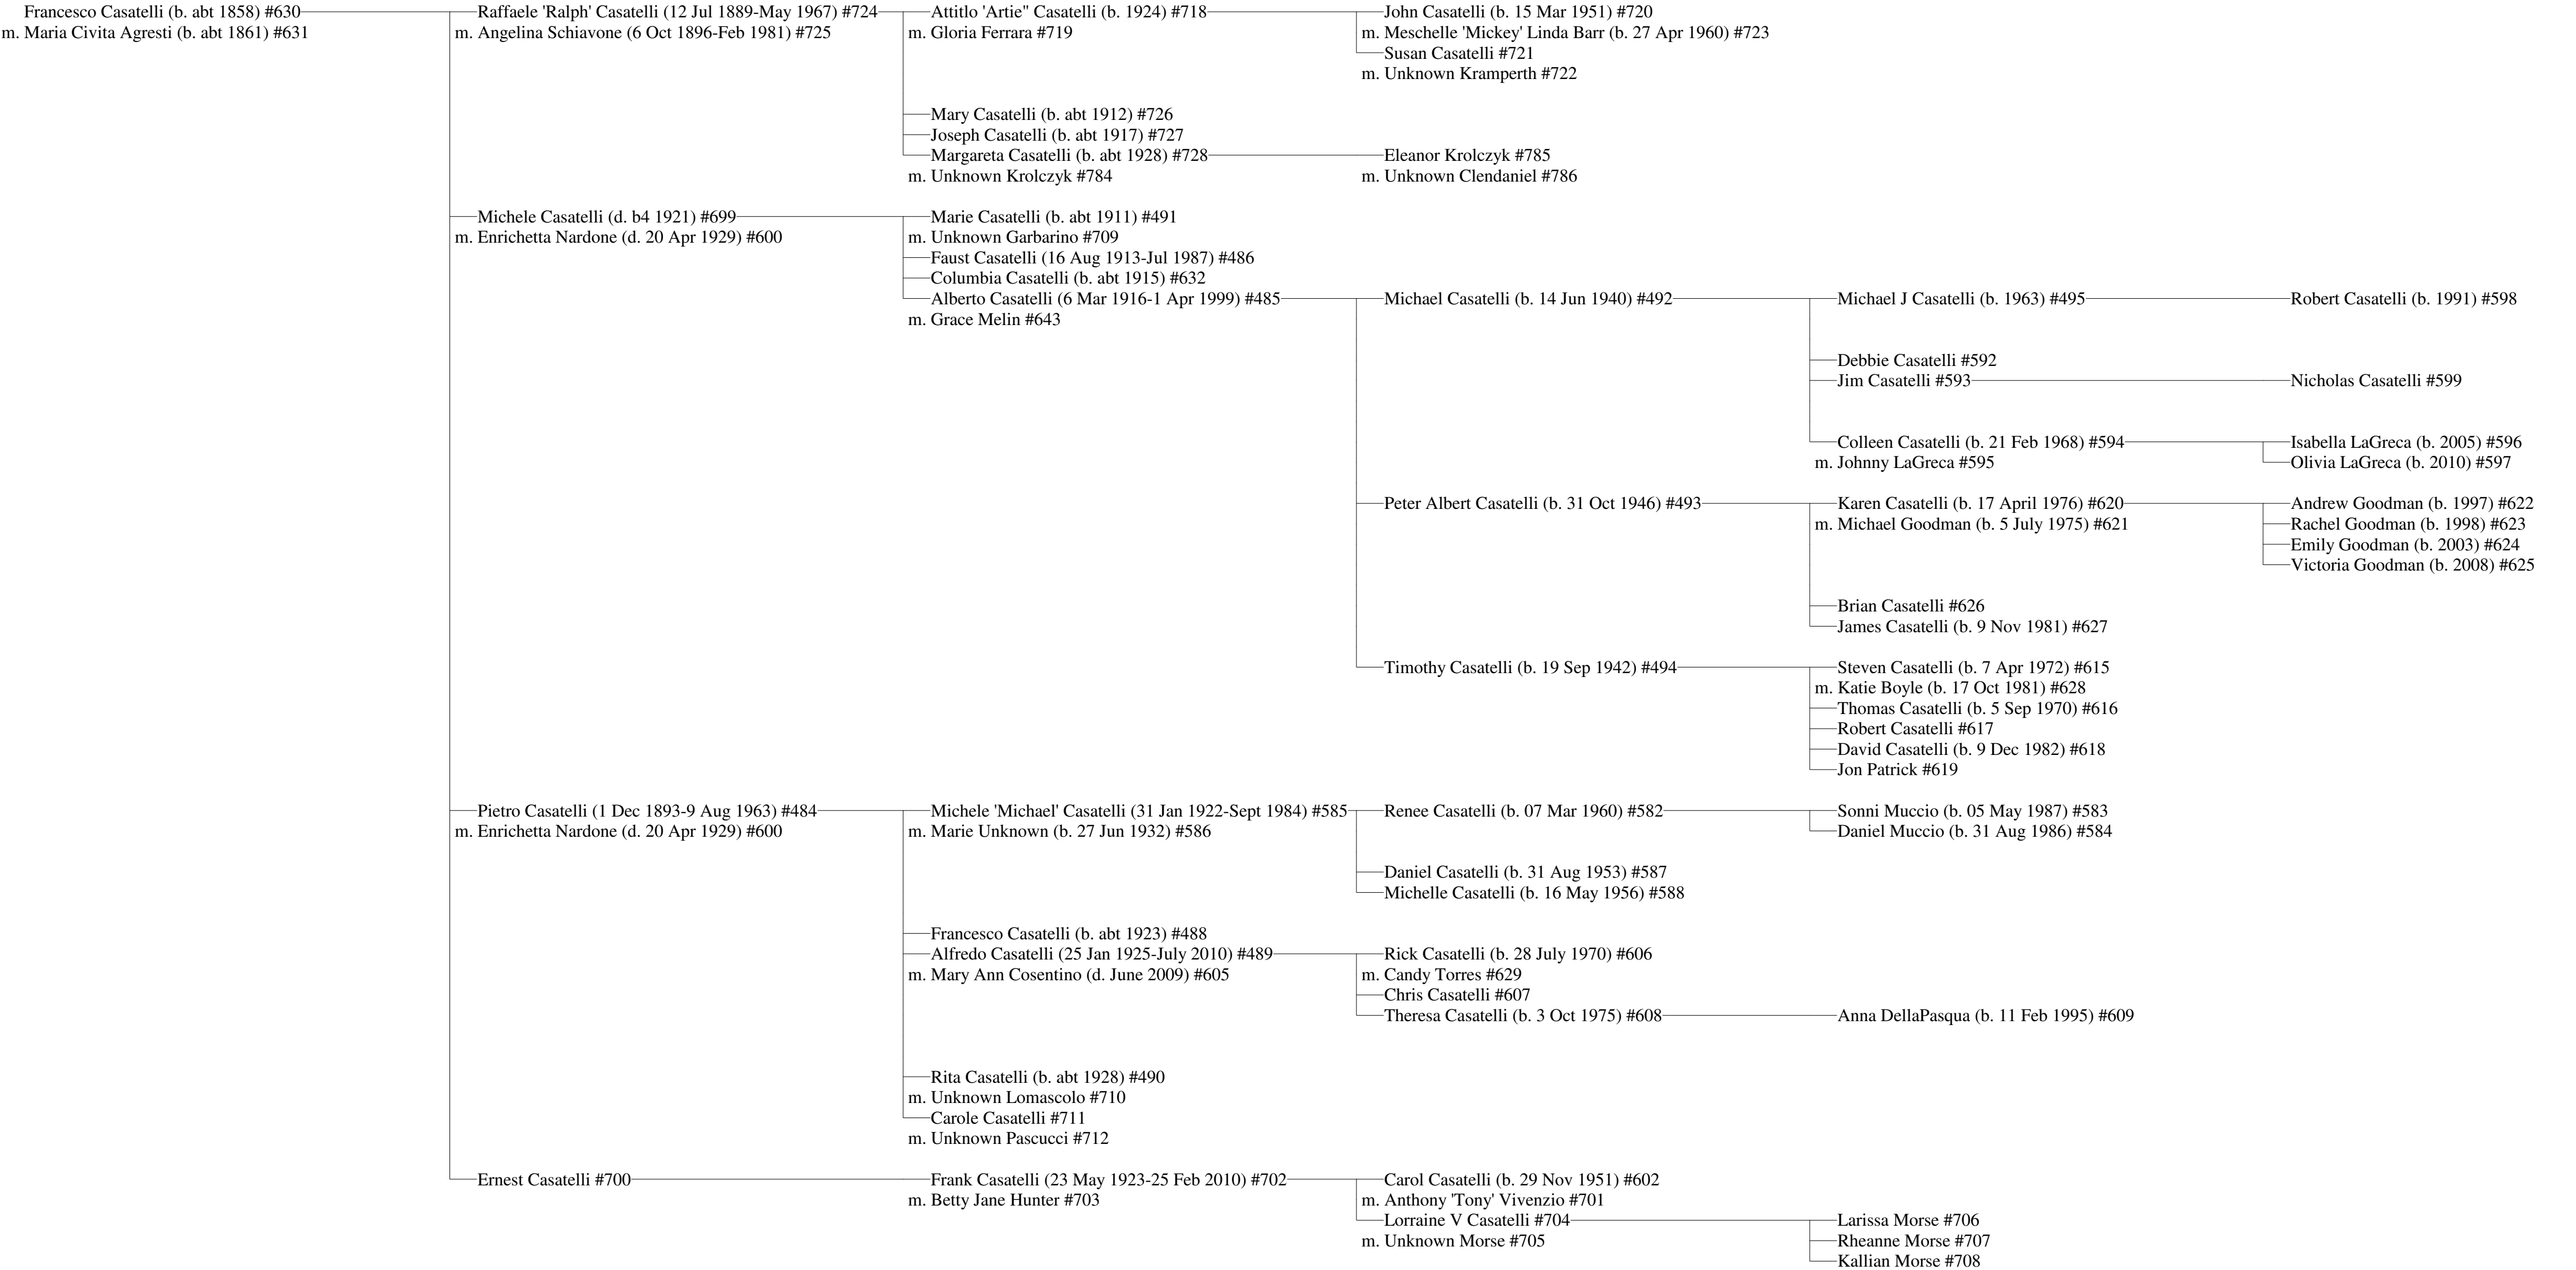 Francesco Casatelli (b. abt 1858) #630
m. Maria Civita Agresti (b. abt 1861) #631
Raffaele 'Ralph' Casatelli (12 Jul 1889-May 1967) #724
m. Angelina Schiavone (6 Oct 1896-Feb 1981) #725
Attitlo 'Artie" Casatelli (b. 1924) #718
m. Gloria Ferrara #719
John Casatelli (b. 15 Mar 1951) #720
m. Meschelle 'Mickey' Linda Barr (b. 27 Apr 1960) #723
Susan Casatelli #721
m. Unknown Kramperth #722
Mary Casatelli (b. abt 1912) #726
Joseph Casatelli (b. abt 1917) #727
Margareta Casatelli (b. abt 1928) #728
m. Unknown Krolczyk #784
Eleanor Krolczyk #785
m. Unknown Clendaniel #786
Michele Casatelli (d. b4 1921) #699
m. Enrichetta Nardone (d. 20 Apr 1929) #600
Marie Casatelli (b. abt 1911) #491
m. Unknown Garbarino #709
Faust Casatelli (16 Aug 1913-Jul 1987) #486
Columbia Casatelli (b. abt 1915) #632
Alberto Casatelli (6 Mar 1916-1 Apr 1999) #485
m. Grace Melin #643
Michael Casatelli (b. 14 Jun 1940) #492
Michael J Casatelli (b. 1963) #495
Robert Casatelli (b. 1991) #598
Debbie Casatelli #592
Jim Casatelli #593
Nicholas Casatelli #599
Colleen Casatelli (b. 21 Feb 1968) #594
m. Johnny LaGreca #595
Isabella LaGreca (b. 2005) #596
Olivia LaGreca (b. 2010) #597
Peter Albert Casatelli (b. 31 Oct 1946) #493
Karen Casatelli (b. 17 April 1976) #620
m. Michael Goodman (b. 5 July 1975) #621
Andrew Goodman (b. 1997) #622
Rachel Goodman (b. 1998) #623
Emily Goodman (b. 2003) #624
Victoria Goodman (b. 2008) #625
Brian Casatelli #626
James Casatelli (b. 9 Nov 1981) #627
Timothy Casatelli (b. 19 Sep 1942) #494
Steven Casatelli (b. 7 Apr 1972) #615
m. Katie Boyle (b. 17 Oct 1981) #628
Thomas Casatelli (b. 5 Sep 1970) #616
Robert Casatelli #617
David Casatelli (b. 9 Dec 1982) #618
Jon Patrick #619
Pietro Casatelli (1 Dec 1893-9 Aug 1963) #484
m. Enrichetta Nardone (d. 20 Apr 1929) #600
Michele 'Michael' Casatelli (31 Jan 1922-Sept 1984) #585
m. Marie Unknown (b. 27 Jun 1932) #586
Renee Casatelli (b. 07 Mar 1960) #582
Sonni Muccio (b. 05 May 1987) #583
Daniel Muccio (b. 31 Aug 1986) #584
Daniel Casatelli (b. 31 Aug 1953) #587
Michelle Casatelli (b. 16 May 1956) #588
Francesco Casatelli (b. abt 1923) #488
Alfredo Casatelli (25 Jan 1925-July 2010) #489
m. Mary Ann Cosentino (d. June 2009) #605
Rick Casatelli (b. 28 July 1970) #606
m. Candy Torres #629
Chris Casatelli #607
Theresa Casatelli (b. 3 Oct 1975) #608
Anna DellaPasqua (b. 11 Feb 1995) #609
Rita Casatelli (b. abt 1928) #490
m. Unknown Lomascolo #710
Carole Casatelli #711
m. Unknown Pascucci #712
Ernest Casatelli #700
Frank Casatelli (23 May 1923-25 Feb 2010) #702
m. Betty Jane Hunter #703
Carol Casatelli (b. 29 Nov 1951) #602
m. Anthony 'Tony' Vivenzio #701
Lorraine V Casatelli #704
m. Unknown Morse #705
Larissa Morse #706
Rheanne Morse #707
Kallian Morse #708